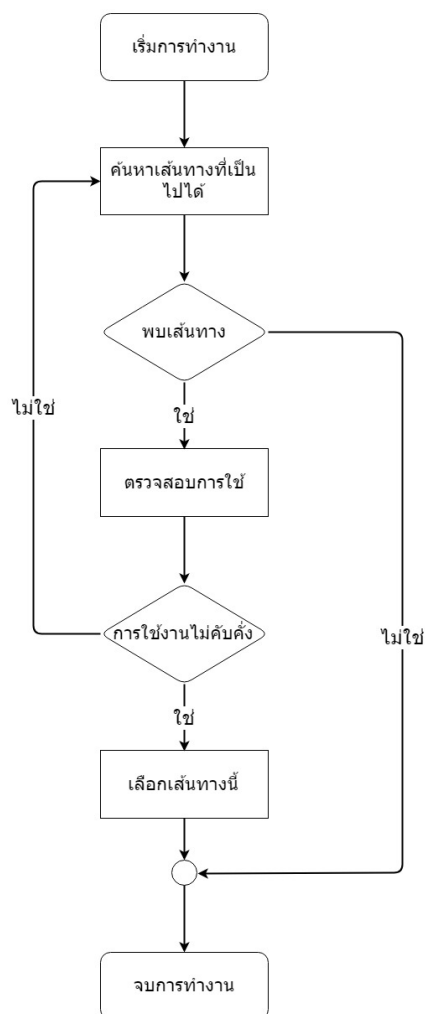 เริ่มการทำงาน
ค้นหาเส้นทางที่เป็น
ไปได้
พบเส้นทาง
ไม่ใช่
ใช่
ตรวจสอบการใช้
การใช้งานไม่คับคั่ง
ไม่ใช่
ใช่
เลือกเส้นทางนี้
จบการทำงาน